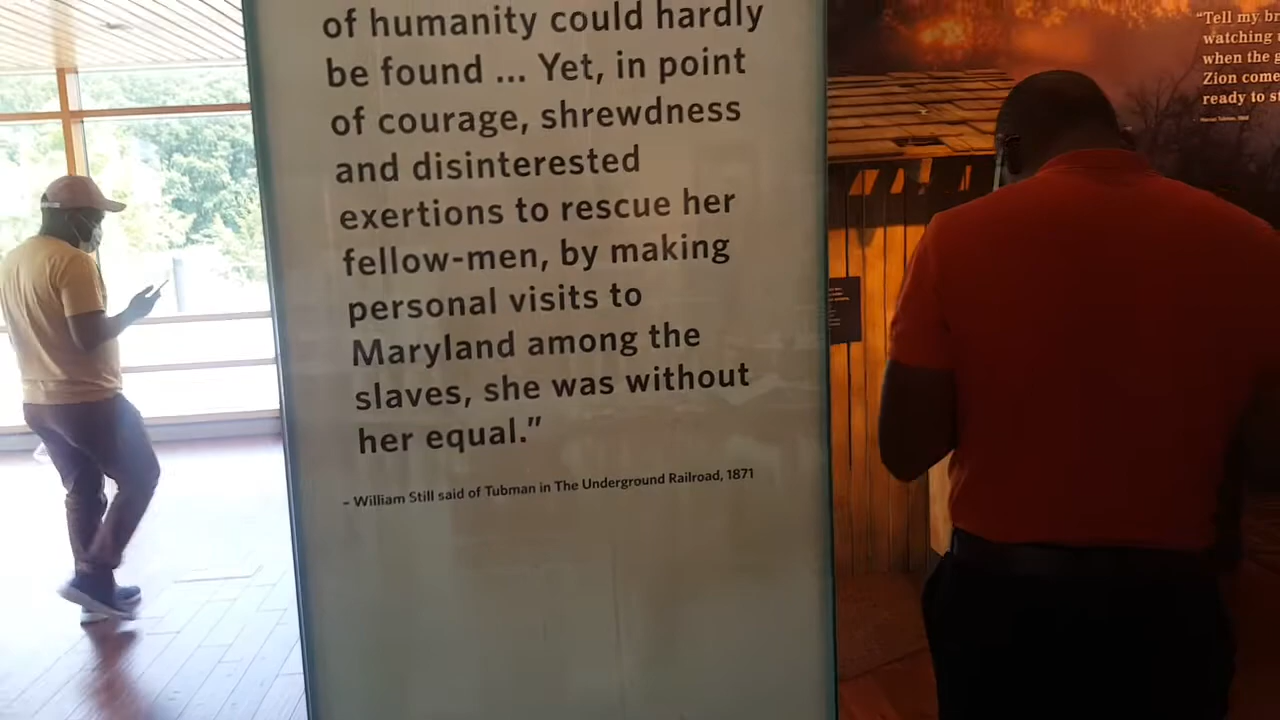 of humanity could hardly
be found ... Yet, in point
of courage, shrewdness
and disinterested
exertions to rescue her
fellow-men, by making
personal visits to
Maryland among the
slaves, she was without
her equal.”
– William Still said of Tubman in The Underground Railroad, 1871
“Tell my br
watching
when the g
Zion come
ready to st